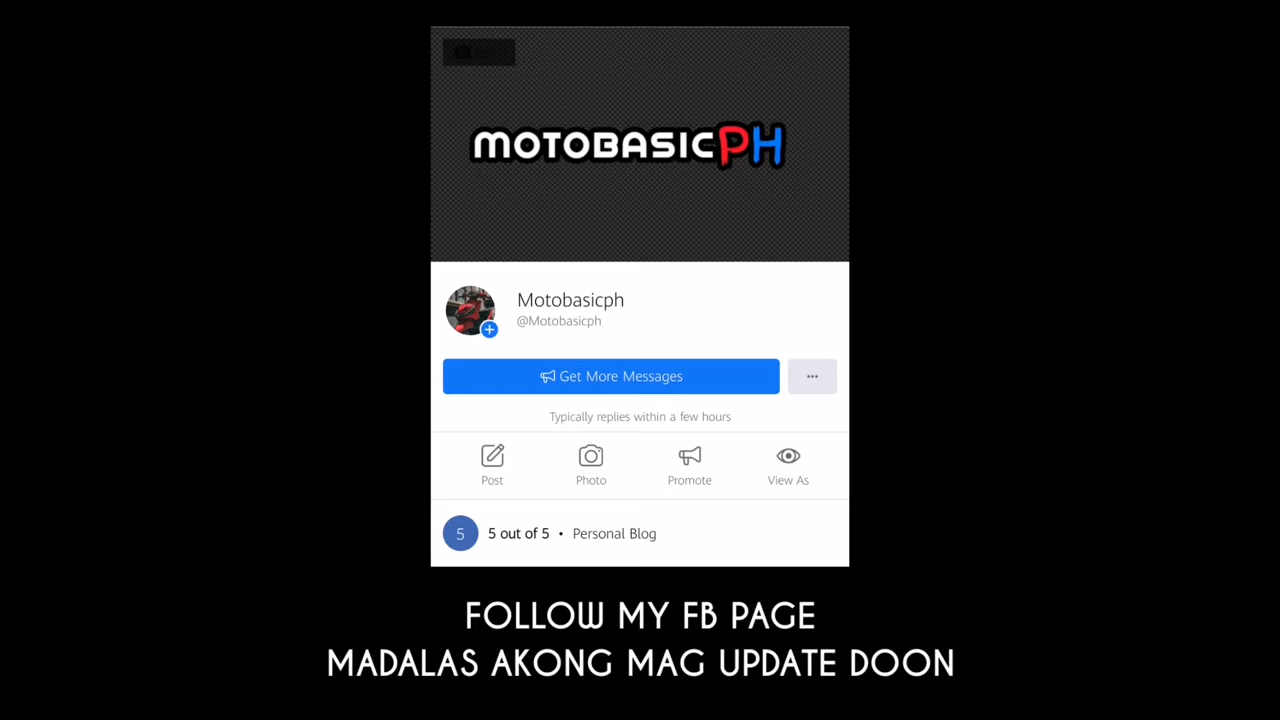 MOTOBASICPH
Motobasicph
@Motobasicph
Get More Messages
Typically replies within a few hours
Post Photo Promote View As
5 5 out of 5 • Personal Blog
FOLLOW MY FB PAGE
MADALAS AKONG MAG UPDATE DOON